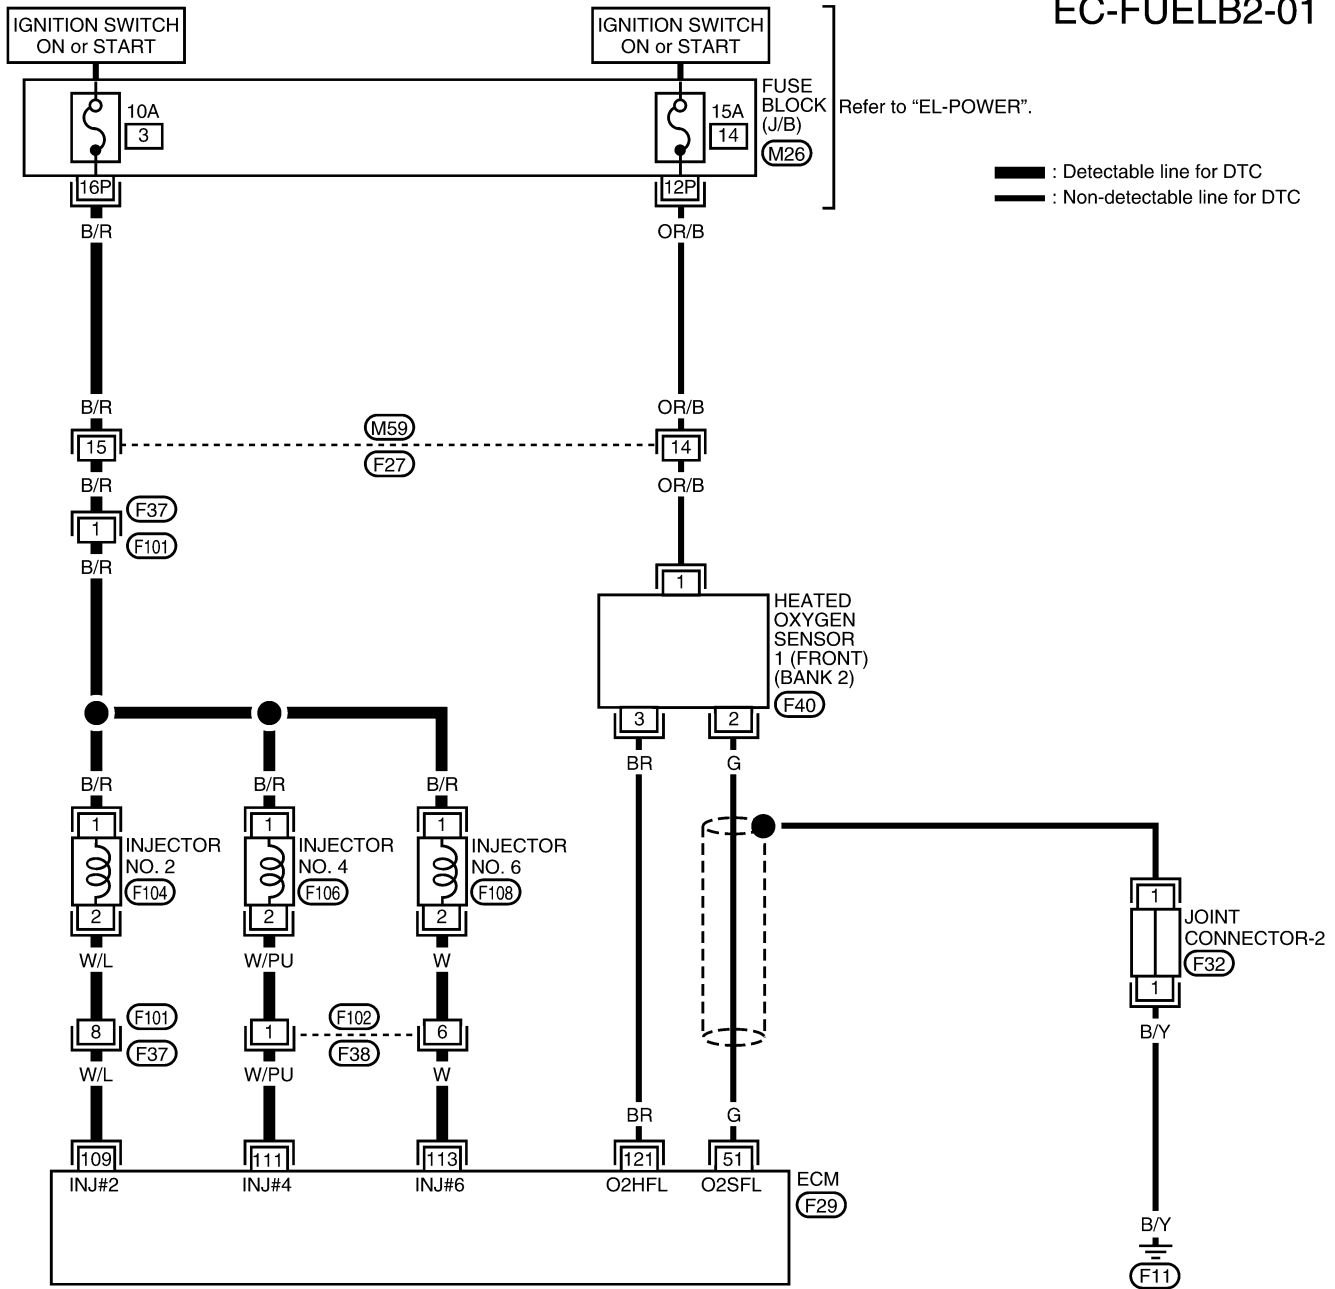 EC-FUELB2-01
IGNITION SWITCH
ON or START
IGNITION SWITCH
ON or START
10A
3
15A
14
FUSE
BLOCK
(J/B)
M26
Refer to “EL-POWER”.
: Detectable line for DTC
: Non-detectable line for DTC
16P
12P
B/R
OR/B
B/R
OR/B
15
M59
F27
14
B/R
OR/B
1
F37
F101
B/R
1
HEATED
OXYGEN
SENSOR
1 (FRONT)
(BANK 2)
F40
3
2
BR
G
B/R
B/R
B/R
1
INJECTOR
NO. 2
F104
2
1
INJECTOR
NO. 4
F106
2
1
INJECTOR
NO. 6
F108
2
1
JOINT
CONNECTOR-2
F32
1
W/L
W/PU
W
8
F101
F37
1
F102
F38
6
B/Y
W/L
W/PU
W
BR
G
109
111
113
121
51
INJ#2
INJ#4
INJ#6
O2HFL
O2SFL
ECM
F29
B/Y
F11